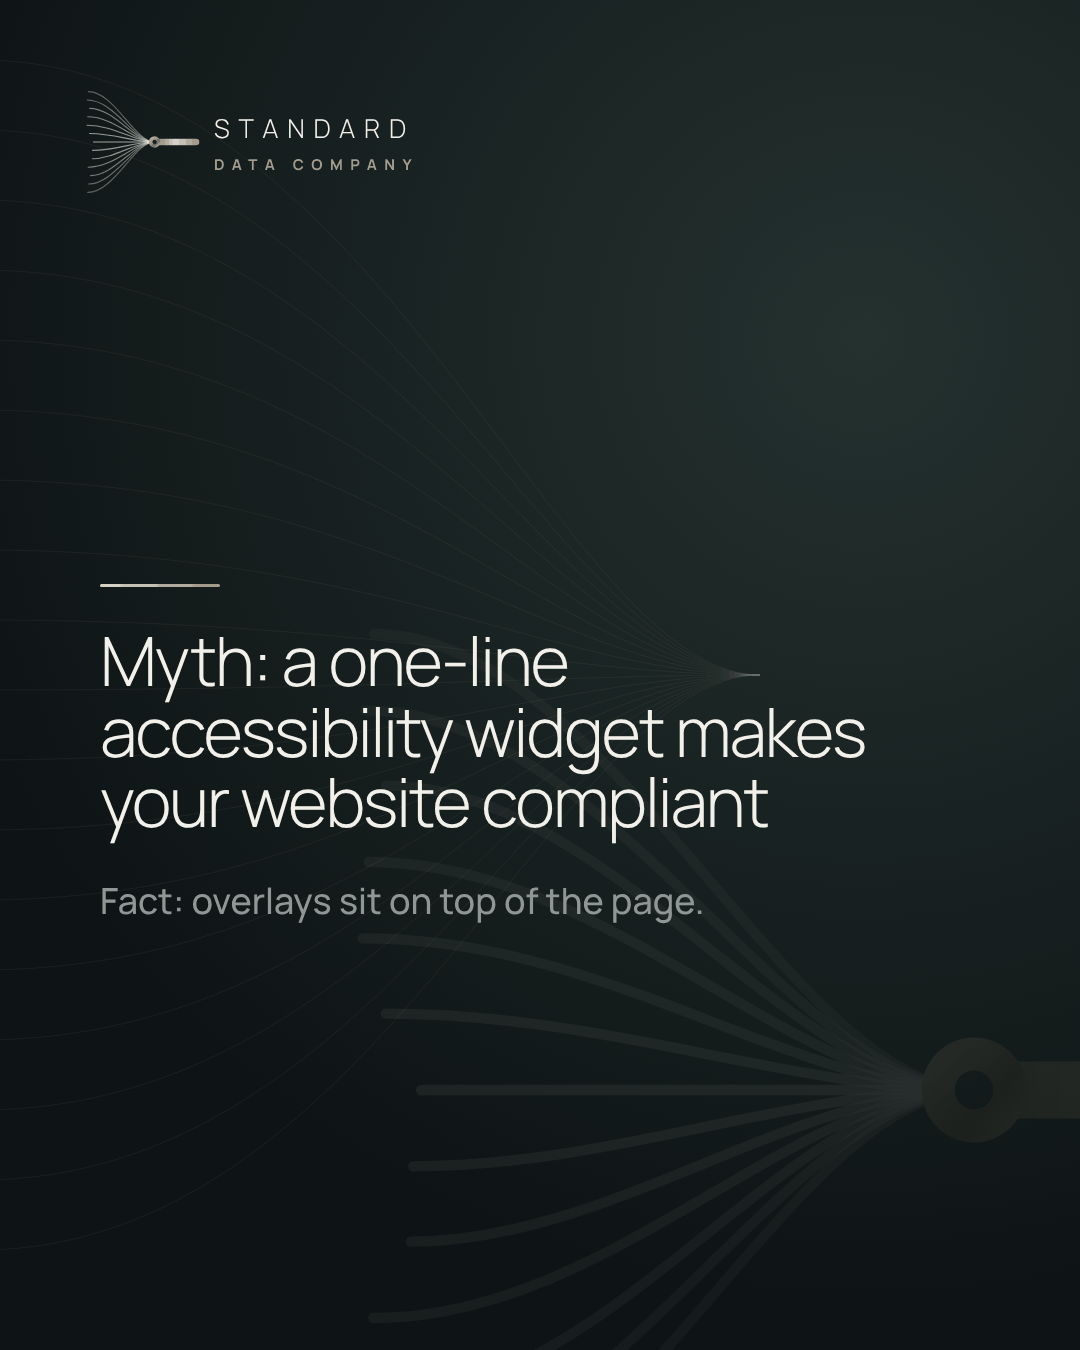 STANDARD
DATA COMPANY
Myth: a one-line
accessibility widget makes
your website compliant
Fact: overlays sit on top of the page.